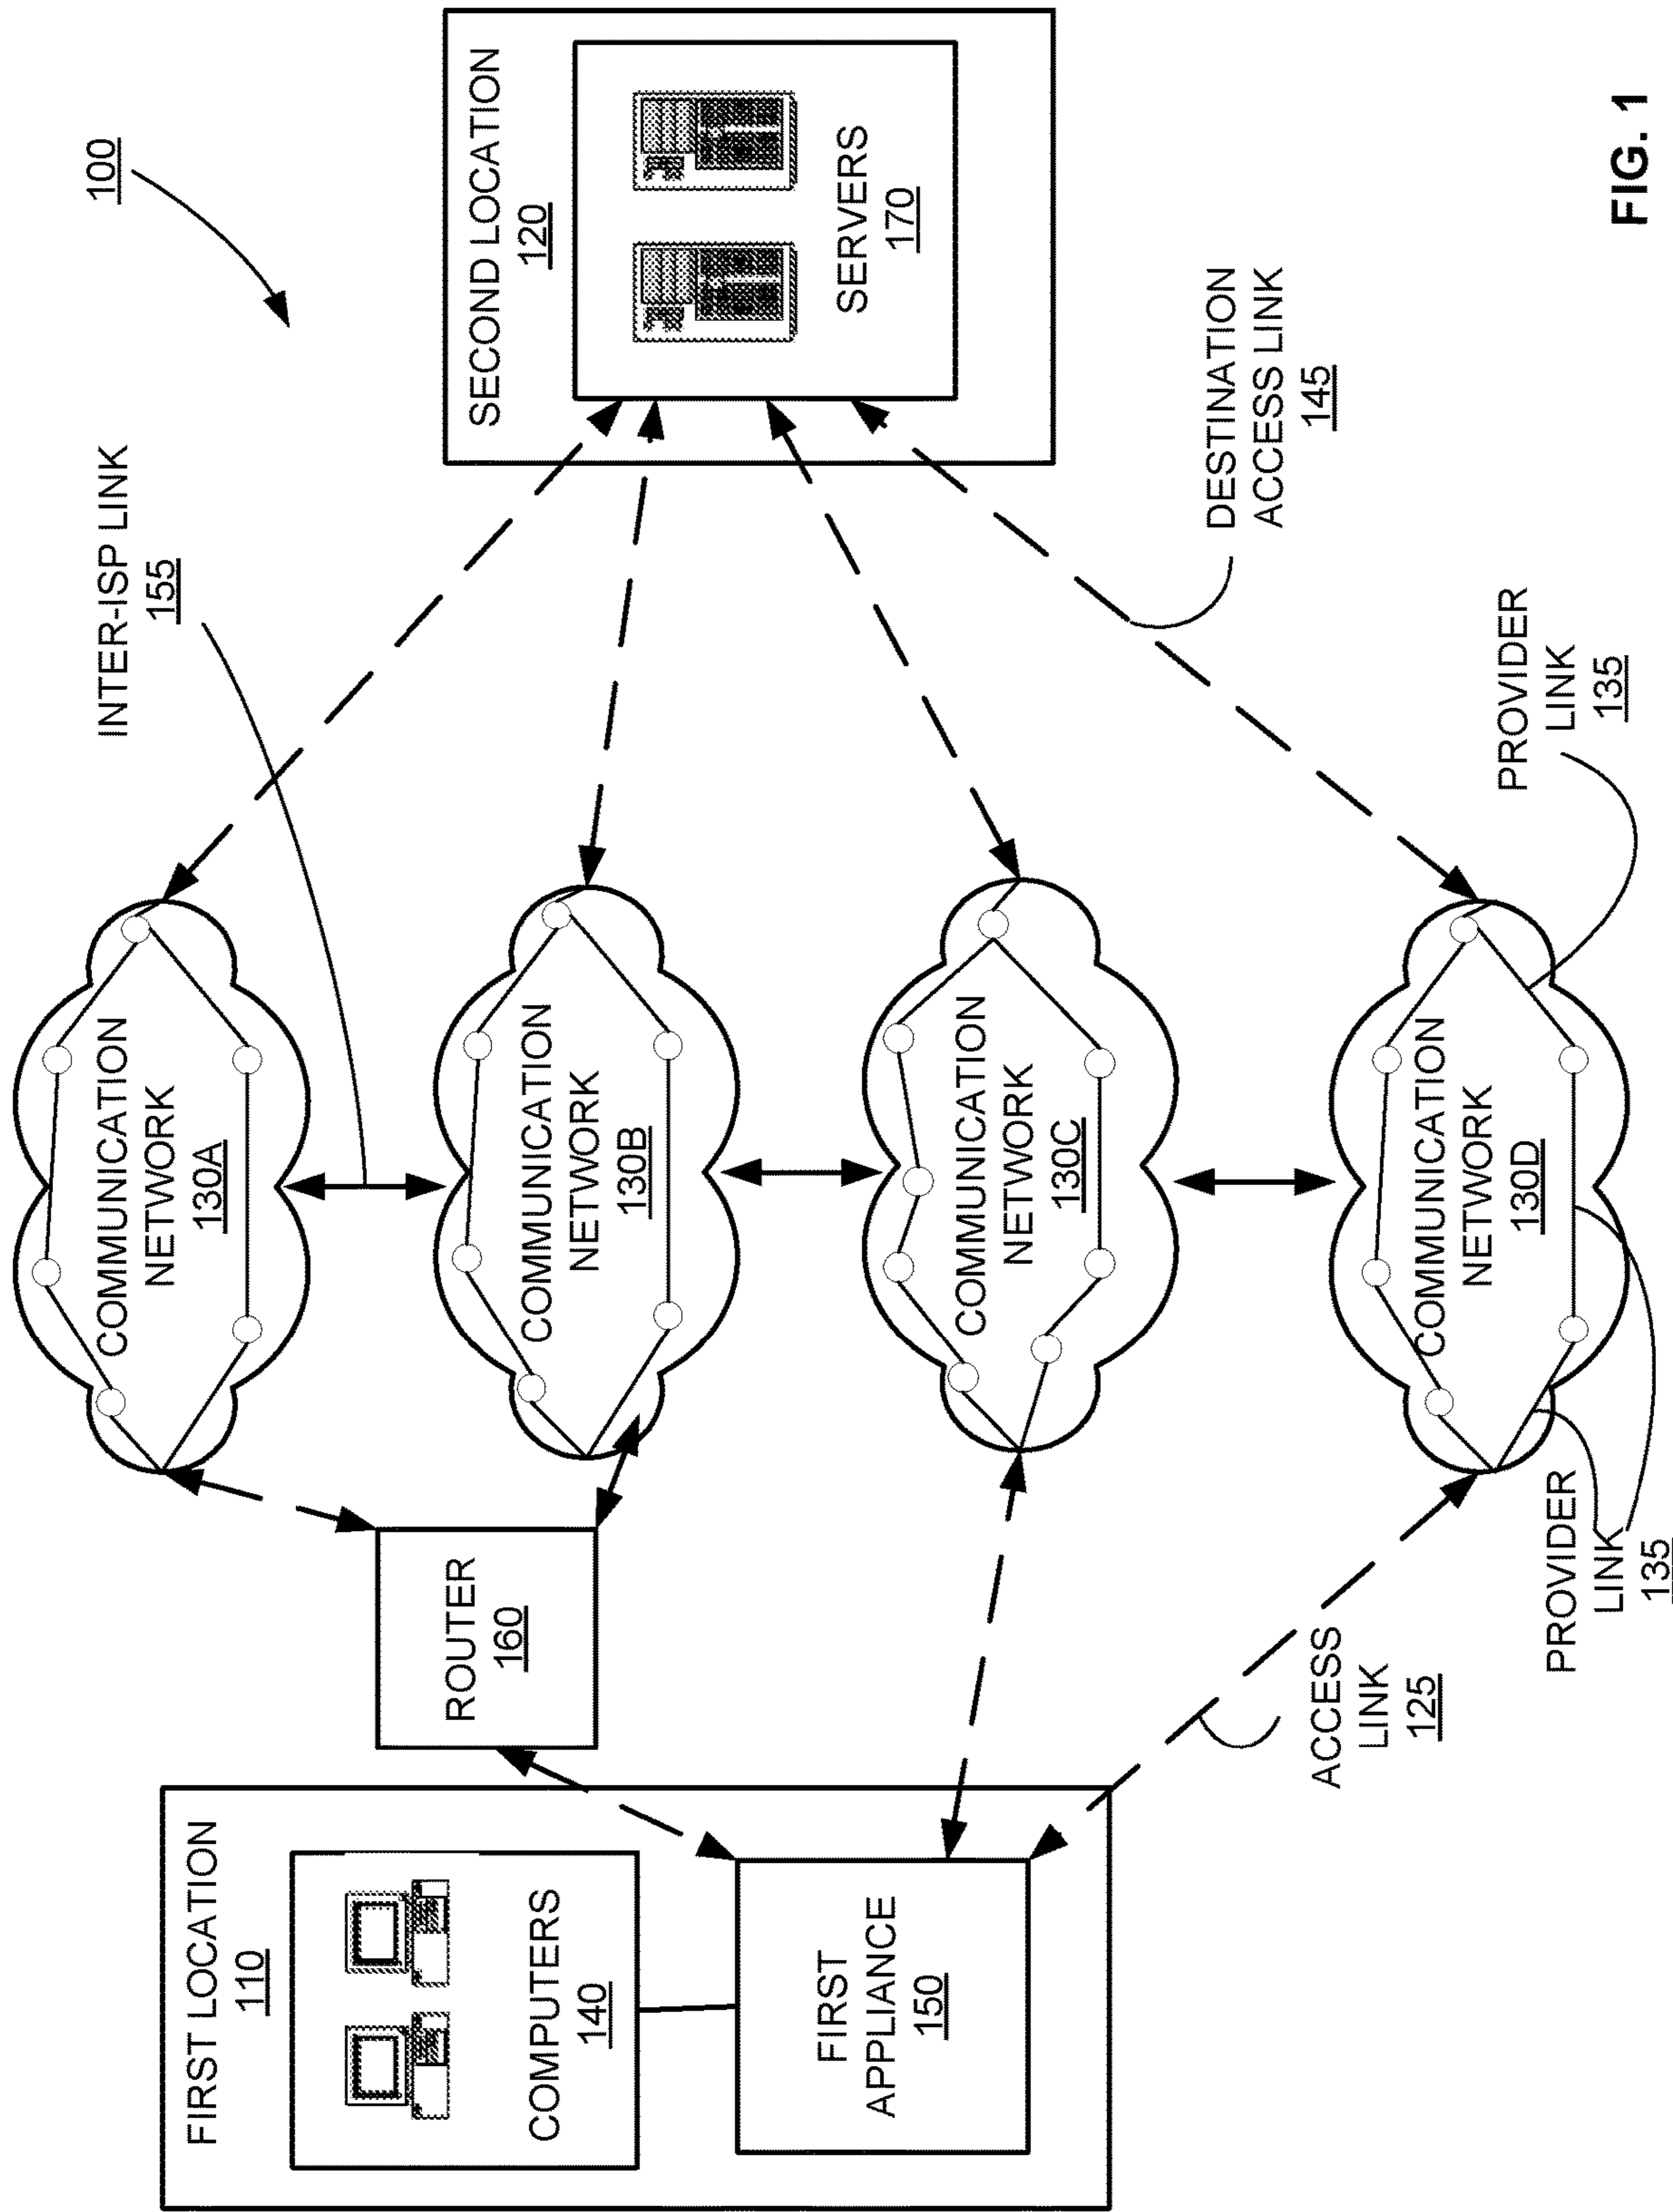 100
FIRST LOCATION
110
COMPUTERS
140
FIRST
APPLIANCE
150
ROUTER
160
ACCESS
LINK
125
INTER-ISP LINK
155
COMMUNICATION
NETWORK
130A
COMMUNICATION
NETWORK
130B
COMMUNICATION
NETWORK
130C
COMMUNICATION
NETWORK
130D
PROVIDER
LINK
135
PROVIDER
LINK
135
SECOND LOCATION
120
SERVERS
170
DESTINATION
ACCESS LINK
145
FIG. 1